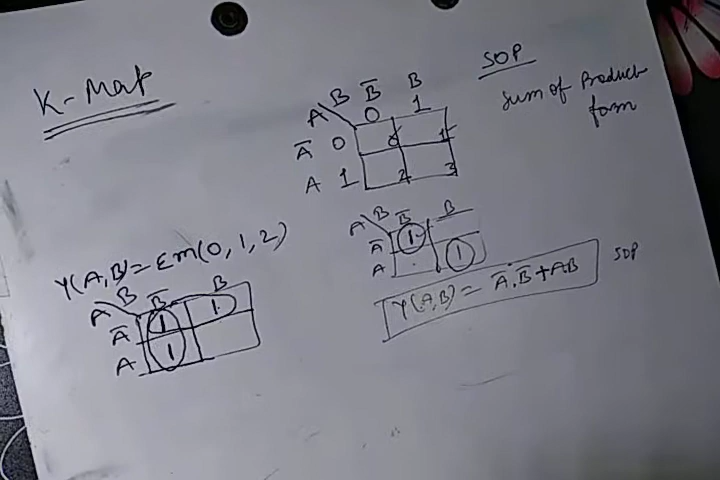 K-Map
SOP
Sum of Product
form
A B B̅ B
0 1
A̅ 0 0 1
A 1 2 3
Y(A,B)= Σm(0,1,2)
A B B̅ B
A̅ 1 1
A 1
A B B̅ B
A̅ 1
A 1
Y(A,B)= A̅.B̅+AB SOP